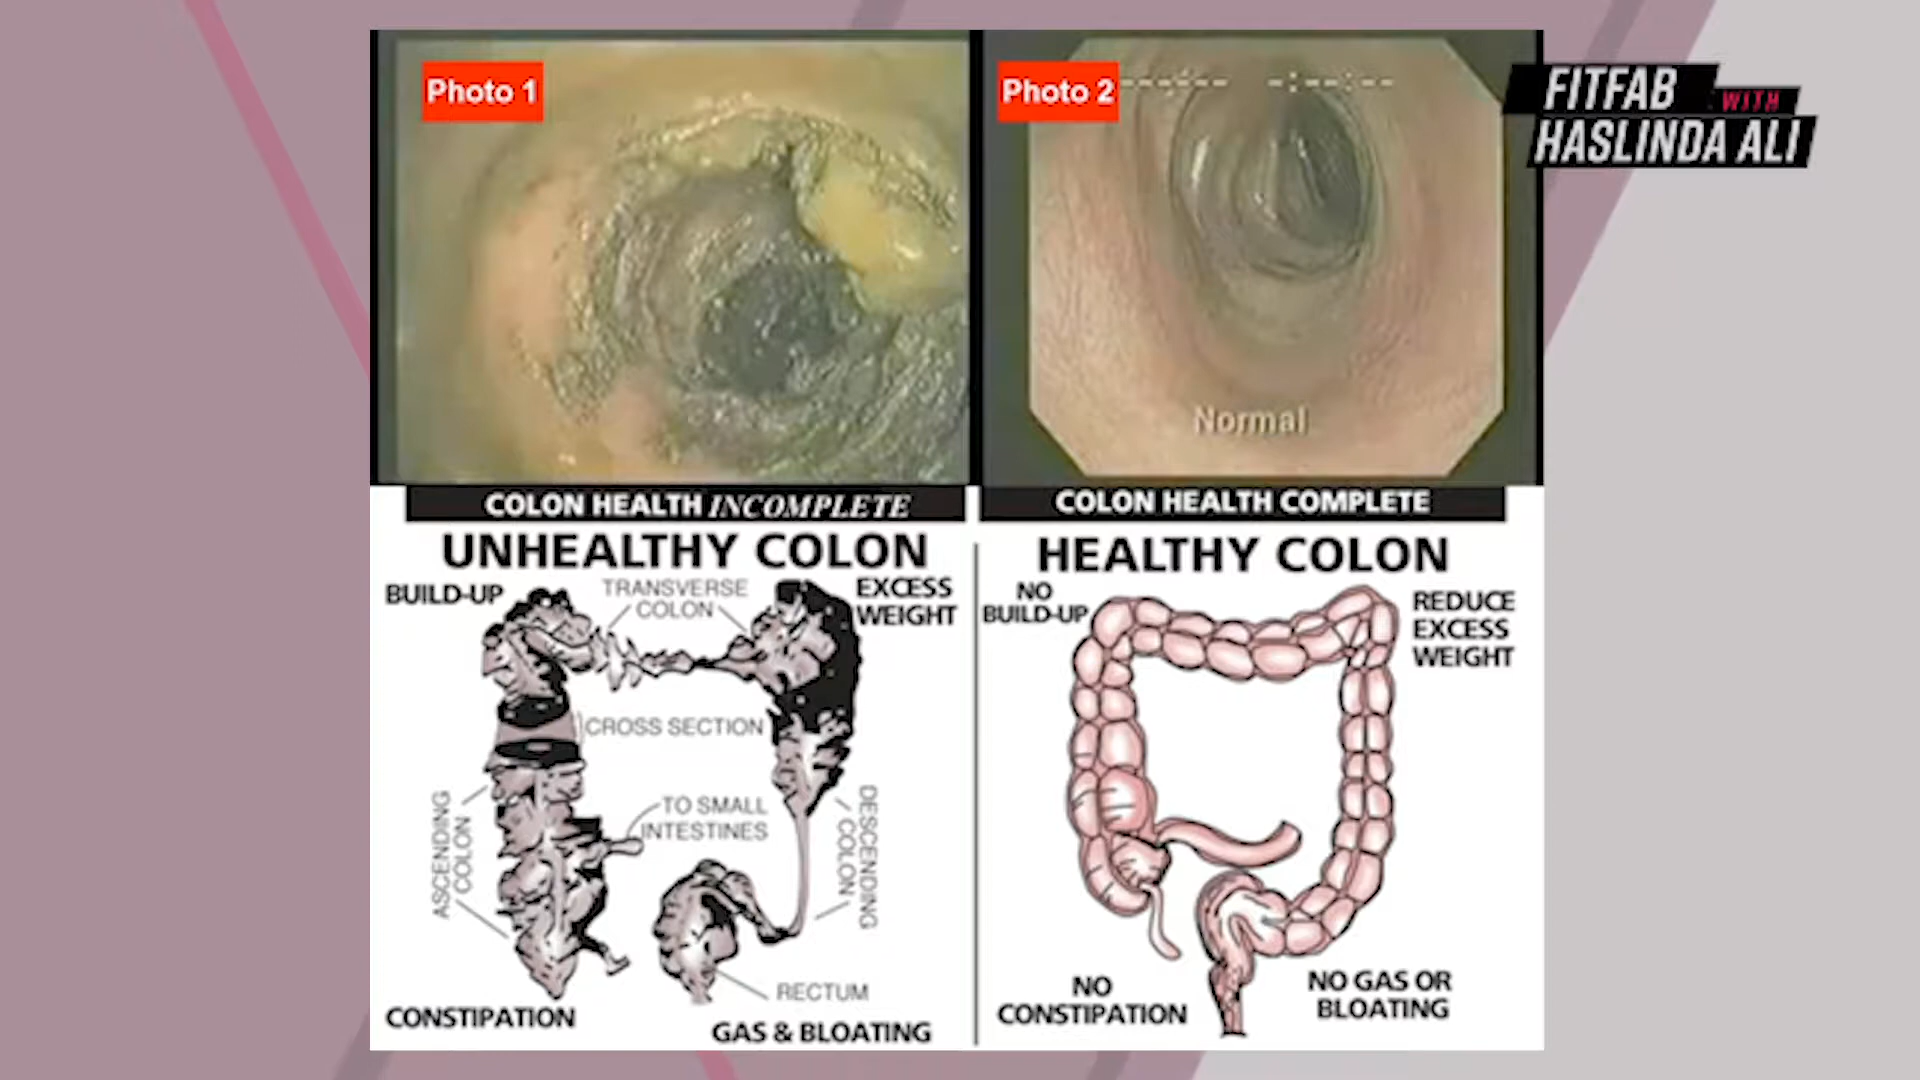 Photo 1
Photo 2
FITFAB WITH
HASLINDA ALI
Normal
COLON HEALTH INCOMPLETE
COLON HEALTH COMPLETE
UNHEALTHY COLON
BUILD-UP
TRANSVERSE
COLON
EXCESS
WEIGHT
CROSS SECTION
TO SMALL
INTESTINES
ASCENDING
COLON
DESCENDING
COLON
RECTUM
CONSTIPATION
GAS & BLOATING
HEALTHY COLON
NO
BUILD-UP
REDUCE
EXCESS
WEIGHT
NO
CONSTIPATION
NO GAS OR
BLOATING